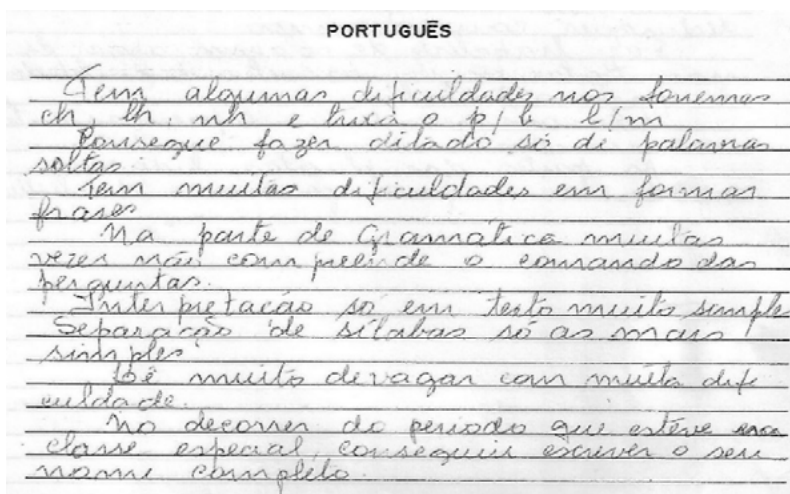 PORTUGUÊS
Tem algumas dificuldades nos fonemas
ch, lh, nh e troca o p/b b/m
Consegue fazer ditado só di palavras
soltas
Tem muitas dificuldades em formar
frases
Na parte de Gramática muitas
vezes não compreende o comando das
perguntas.
Interpretação só em texto muito simple
Separação de sílabas só as mais
simples
Lê muito devagar com muita difi
culdade.
No decorrer do período que estêve na
classe especial, conseguiu escrever o seu
nome completo.